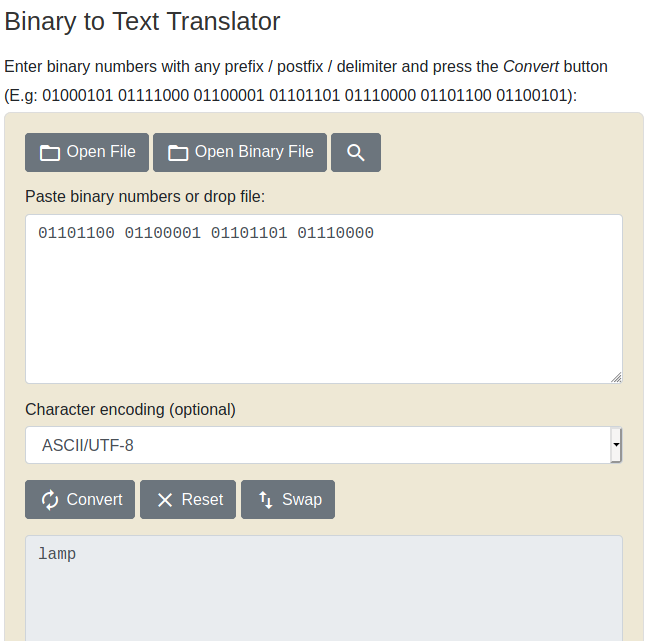 Binary to Text Translator
Enter binary numbers with any prefix / postfix / delimiter and press the Convert button
(E.g: 01000101 01111000 01100001 01101101 01110000 01101100 01100101):
Open File Open Binary File
Paste binary numbers or drop file:
01101100 01100001 01101101 01110000
Character encoding (optional)
ASCII/UTF-8
Convert Reset Swap
lamp